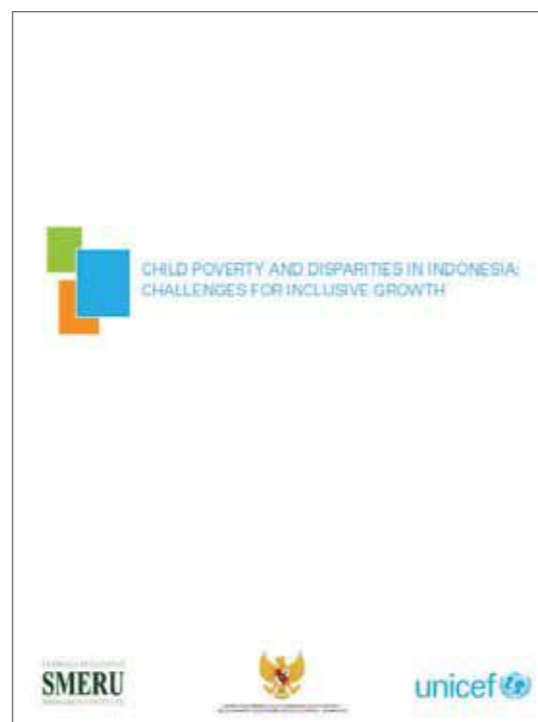 CHILD POVERTY AND DISPARITIES IN INDONESIA:
CHALLENGES FOR INCLUSIVE GROWTH
SMERU
unicef